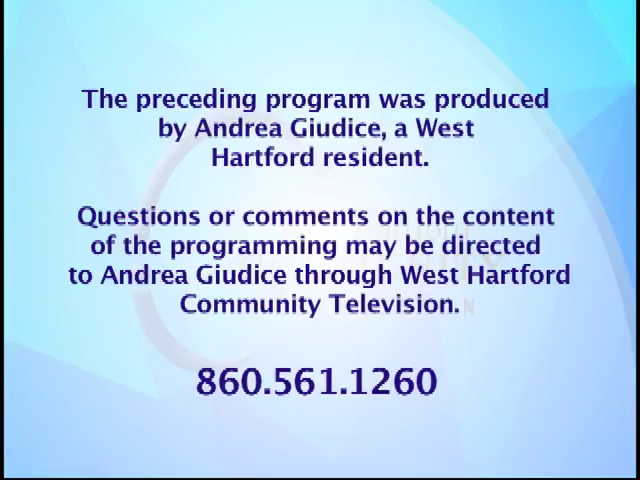 The preceding program was produced
by Andrea Giudice, a West
Hartford resident.
Questions or comments on the content
of the programming may be directed
to Andrea Giudice through West Hartford
Community Television.
860.561.1260